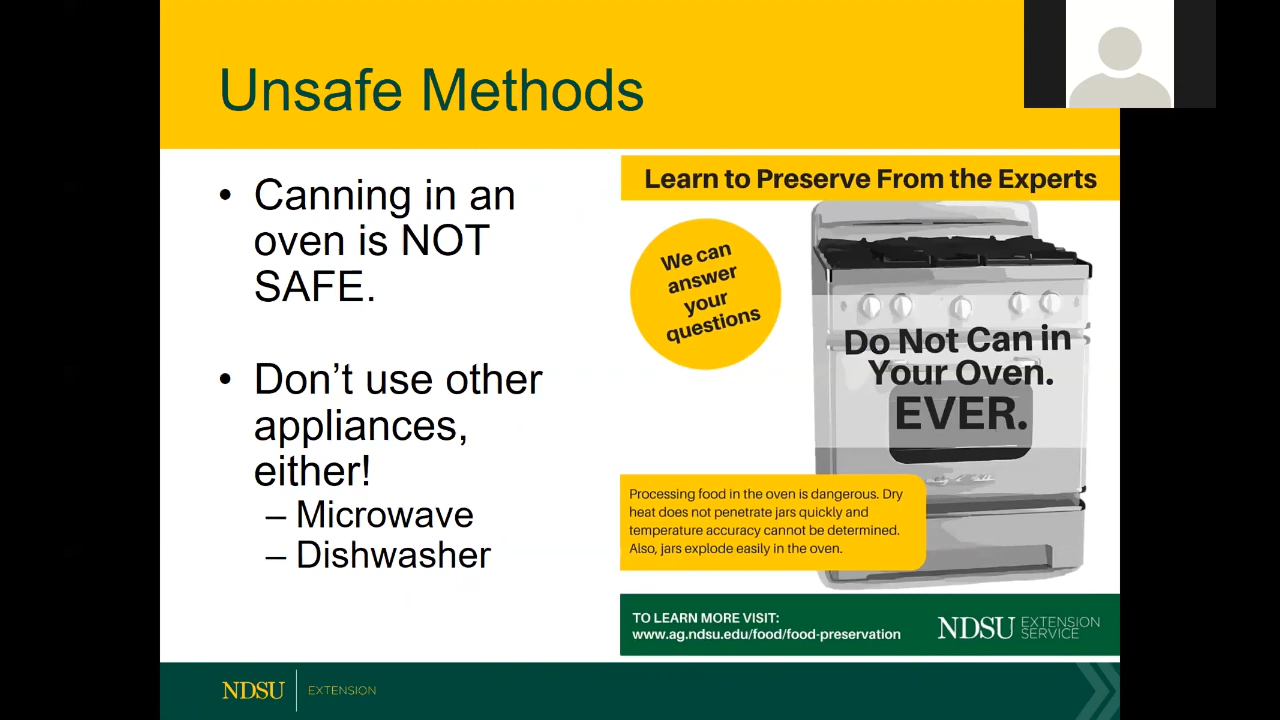 Unsafe Methods
• Canning in an
oven is NOT
SAFE.
• Don’t use other
appliances,
either!
– Microwave
– Dishwasher
Learn to Preserve From the Experts
We can
answer
your
questions
Do Not Can in
Your Oven.
EVER.
Processing food in the oven is dangerous. Dry
heat does not penetrate jars quickly and
temperature accuracy cannot be determined.
Also, jars explode easily in the oven.
TO LEARN MORE VISIT:
www.ag.ndsu.edu/food/food-preservation
NDSU EXTENSION
SERVICE
NDSU EXTENSION